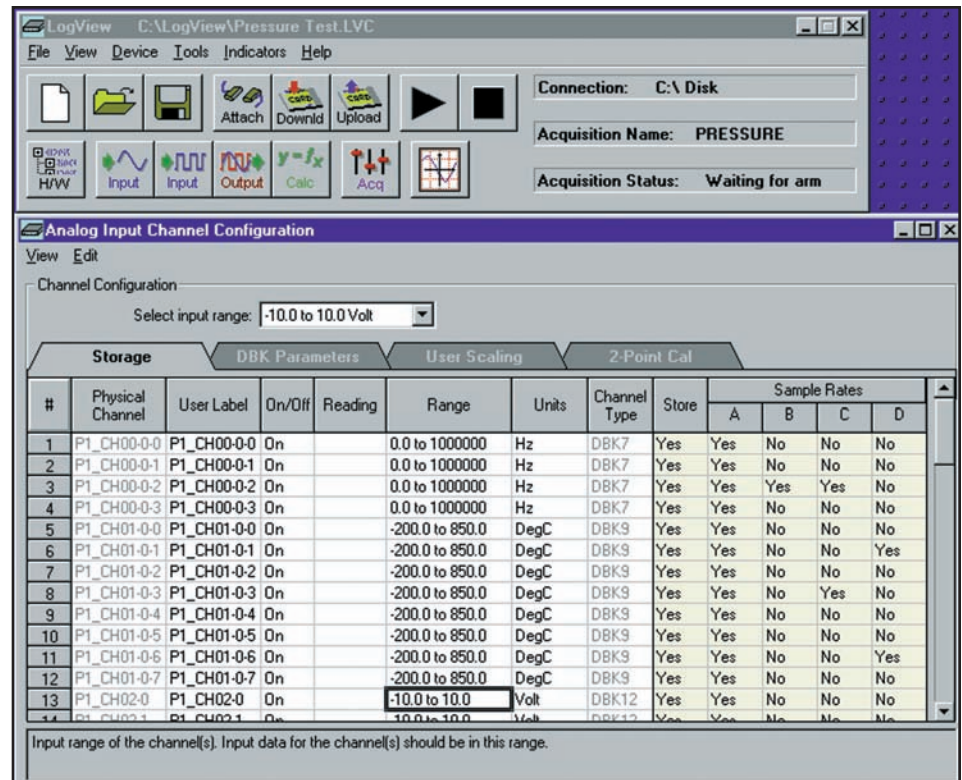 LogView C:\LogView\Pressure Test.LVC
File View Device Tools Indicators Help
Attach Downld Upload
Connection: C:\ Disk
Acquisition Name: PRESSURE
H/W Input Input Output Calc Acq
Acquisition Status: Waiting for arm
Analog Input Channel Configuration
View Edit
Channel Configuration
Select input range: -10.0 to 10.0 Volt
Storage DBK Parameters User Scaling 2-Point Cal
# Physical Channel User Label On/Off Reading Range Units Channel Type Store Sample Rates
A B C D
1 P1_CH00-0-0 P1_CH00-0-0 On 0.0 to 1000000 Hz DBK7 Yes Yes No No No
2 P1_CH00-0-1 P1_CH00-0-1 On 0.0 to 1000000 Hz DBK7 Yes Yes No No No
3 P1_CH00-0-2 P1_CH00-0-2 On 0.0 to 1000000 Hz DBK7 Yes Yes Yes Yes No
4 P1_CH00-0-3 P1_CH00-0-3 On 0.0 to 1000000 Hz DBK7 Yes Yes No No No
5 P1_CH01-0-0 P1_CH01-0-0 On -200.0 to 850.0 DegC DBK9 Yes Yes No No No
6 P1_CH01-0-1 P1_CH01-0-1 On -200.0 to 850.0 DegC DBK9 Yes Yes No No Yes
7 P1_CH01-0-2 P1_CH01-0-2 On -200.0 to 850.0 DegC DBK9 Yes Yes No No No
8 P1_CH01-0-3 P1_CH01-0-3 On -200.0 to 850.0 DegC DBK9 Yes Yes No Yes No
9 P1_CH01-0-4 P1_CH01-0-4 On -200.0 to 850.0 DegC DBK9 Yes Yes No No No
10 P1_CH01-0-5 P1_CH01-0-5 On -200.0 to 850.0 DegC DBK9 Yes Yes No No No
11 P1_CH01-0-6 P1_CH01-0-6 On -200.0 to 850.0 DegC DBK9 Yes Yes No No Yes
12 P1_CH01-0-7 P1_CH01-0-7 On -200.0 to 850.0 DegC DBK9 Yes Yes No No No
13 P1_CH02-0 P1_CH02-0 On -10.0 to 10.0 Volt DBK12 Yes Yes No No No
Input range of the channel(s). Input data for the channel(s) should be in this range.